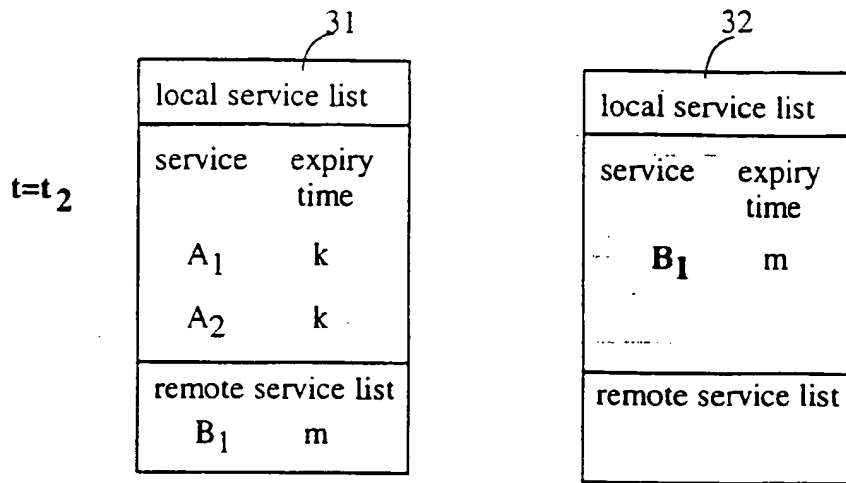 31
local service list
service expiry
time
t=t2
A1 k
A2 k
remote service list
B1 m
32
local service list
service expiry
time
B1 m
remote service list